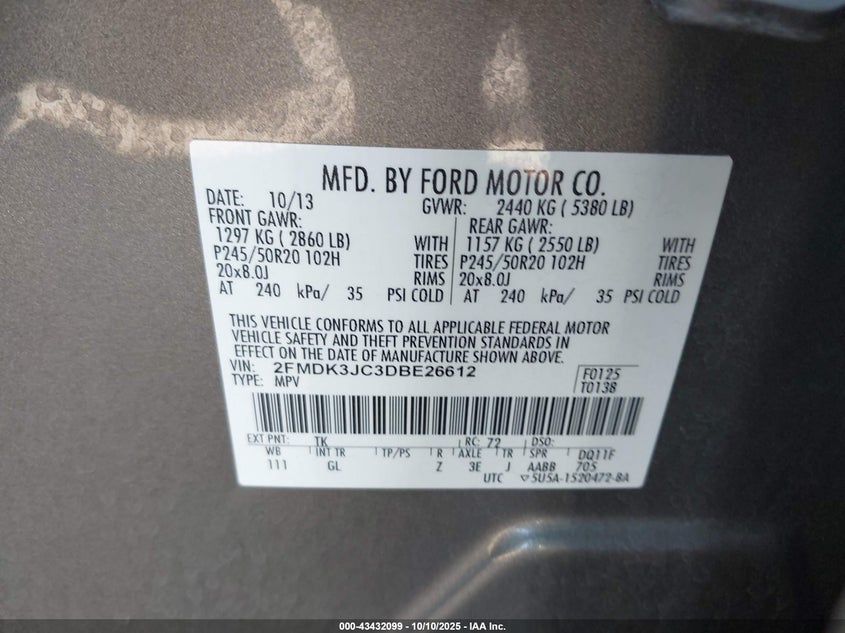 MFD. BY FORD MOTOR CO.
DATE: 10/13 GVWR: 2440 KG ( 5380 LB)
FRONT GAWR: REAR GAWR:
1297 KG ( 2860 LB) WITH 1157 KG ( 2550 LB) WITH
P245/50R20 102H TIRES P245/50R20 102H TIRES
20x8.0J RIMS 20x8.0J RIMS
AT 240 kPa/ 35 PSI COLD AT 240 kPa/ 35 PSI COLD
THIS VEHICLE CONFORMS TO ALL APPLICABLE FEDERAL MOTOR
VEHICLE SAFETY AND THEFT PREVENTION STANDARDS IN
EFFECT ON THE DATE OF MANUFACTURE SHOWN ABOVE.
VIN: 2FMDK3JC3DBE26612 F0125
TYPE: MPV T0138
EXT PNT: TK RC: 72 DSO:
WB INT TR TP/PS R AXLE TR SPR DQ11F
111 GL Z 3E J AABB 705
UTC ▽5U5A-1520472-BA
000-43432099 - 10/10/2025 - IAA Inc.